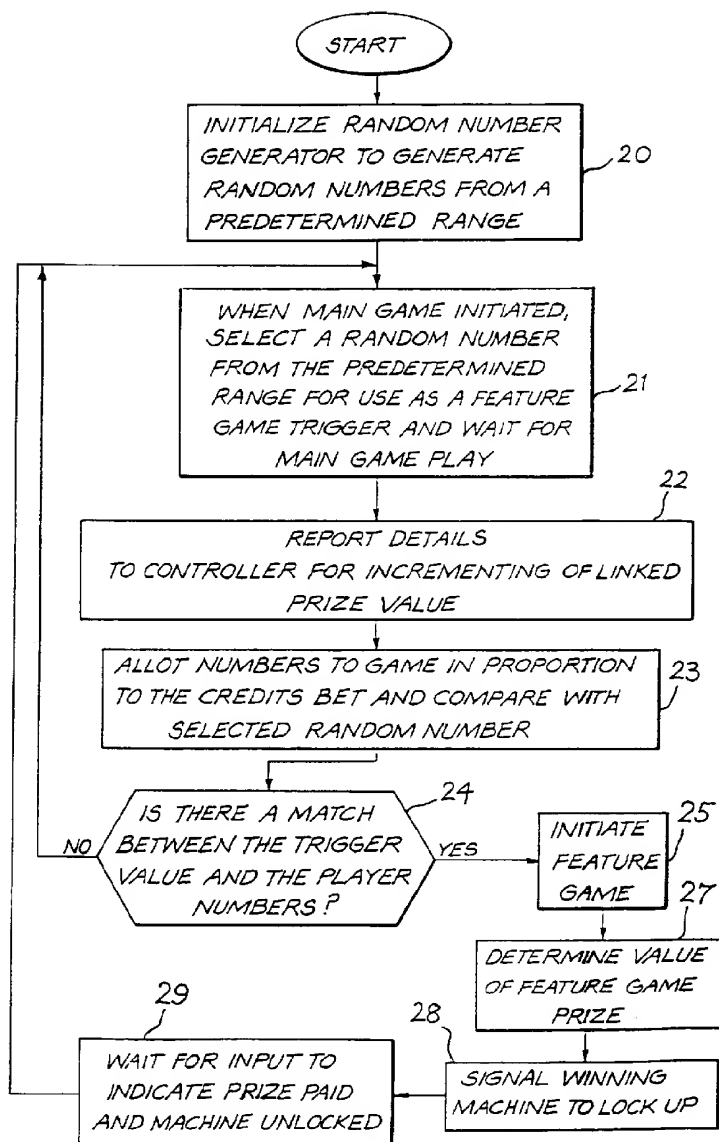 START
INITIALIZE RANDOM NUMBER
GENERATOR TO GENERATE
RANDOM NUMBERS FROM A
PREDETERMINED RANGE
20
WHEN MAIN GAME INITIATED,
SELECT A RANDOM NUMBER
FROM THE PREDETERMINED
RANGE FOR USE AS A FEATURE
GAME TRIGGER AND WAIT FOR
MAIN GAME PLAY
21
22
REPORT DETAILS
TO CONTROLLER FOR INCREMENTING OF LINKED
PRIZE VALUE
ALLOT NUMBERS TO GAME IN PROPORTION
TO THE CREDITS BET AND COMPARE WITH
SELECTED RANDOM NUMBER
23
24
IS THERE A MATCH
BETWEEN THE TRIGGER
VALUE AND THE PLAYER
NUMBERS?
NO
YES
25
INITIATE
FEATURE
GAME
27
DETERMINE VALUE
OF FEATURE GAME
PRIZE
28
SIGNAL WINNING
MACHINE TO LOCK UP
29
WAIT FOR INPUT TO
INDICATE PRIZE PAID
AND MACHINE UNLOCKED